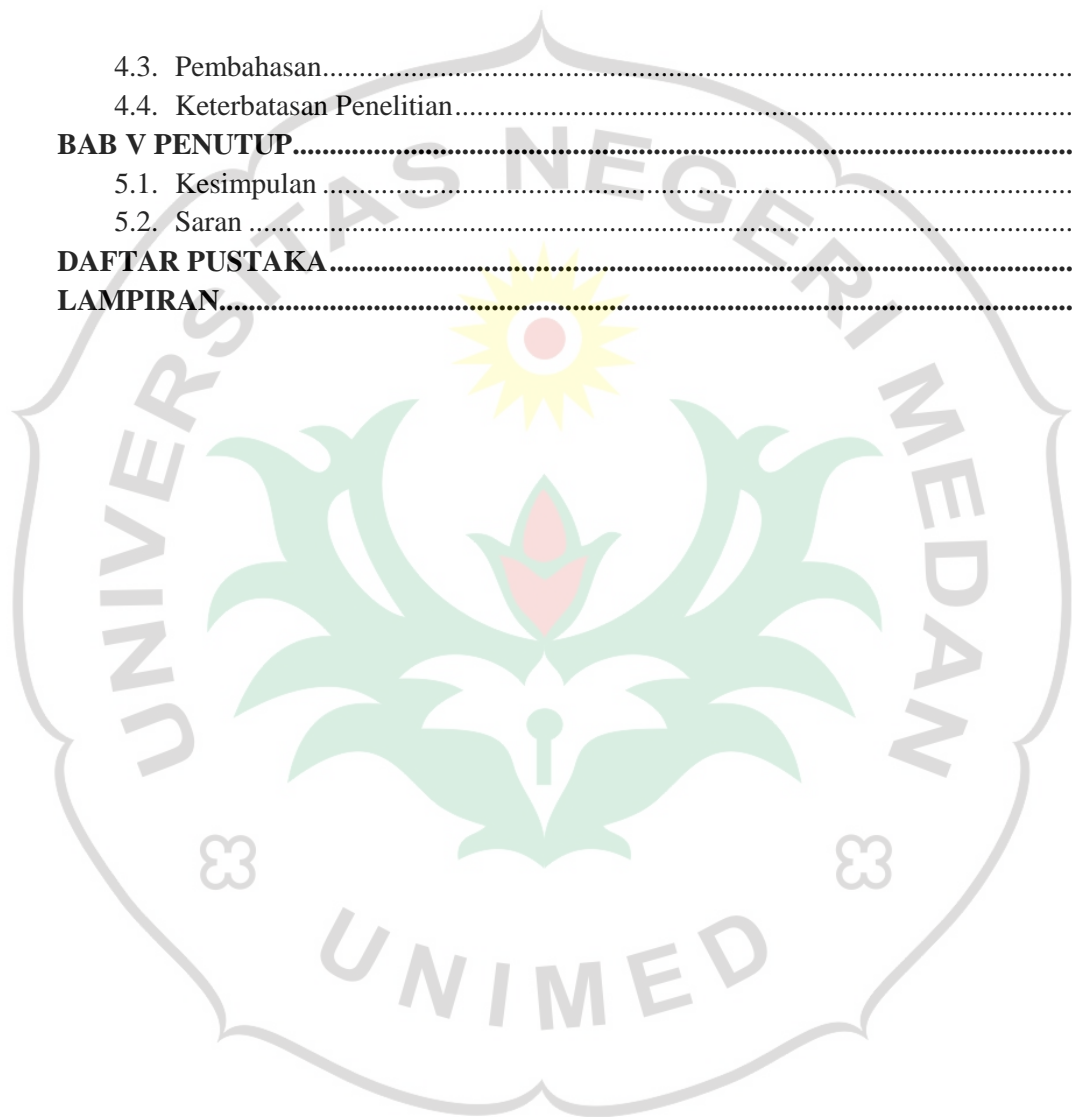 4.3. Pembahasan..........................................................................................................
4.4. Keterbatasan Penelitian........................................................................................
BAB V PENUTUP..............................................................................................................
5.1. Kesimpulan ..........................................................................................................
5.2. Saran ....................................................................................................................
DAFTAR PUSTAKA.........................................................................................................
LAMPIRAN........................................................................................................................
UNIVERSITAS NEGERI MEDAN
UNIMED